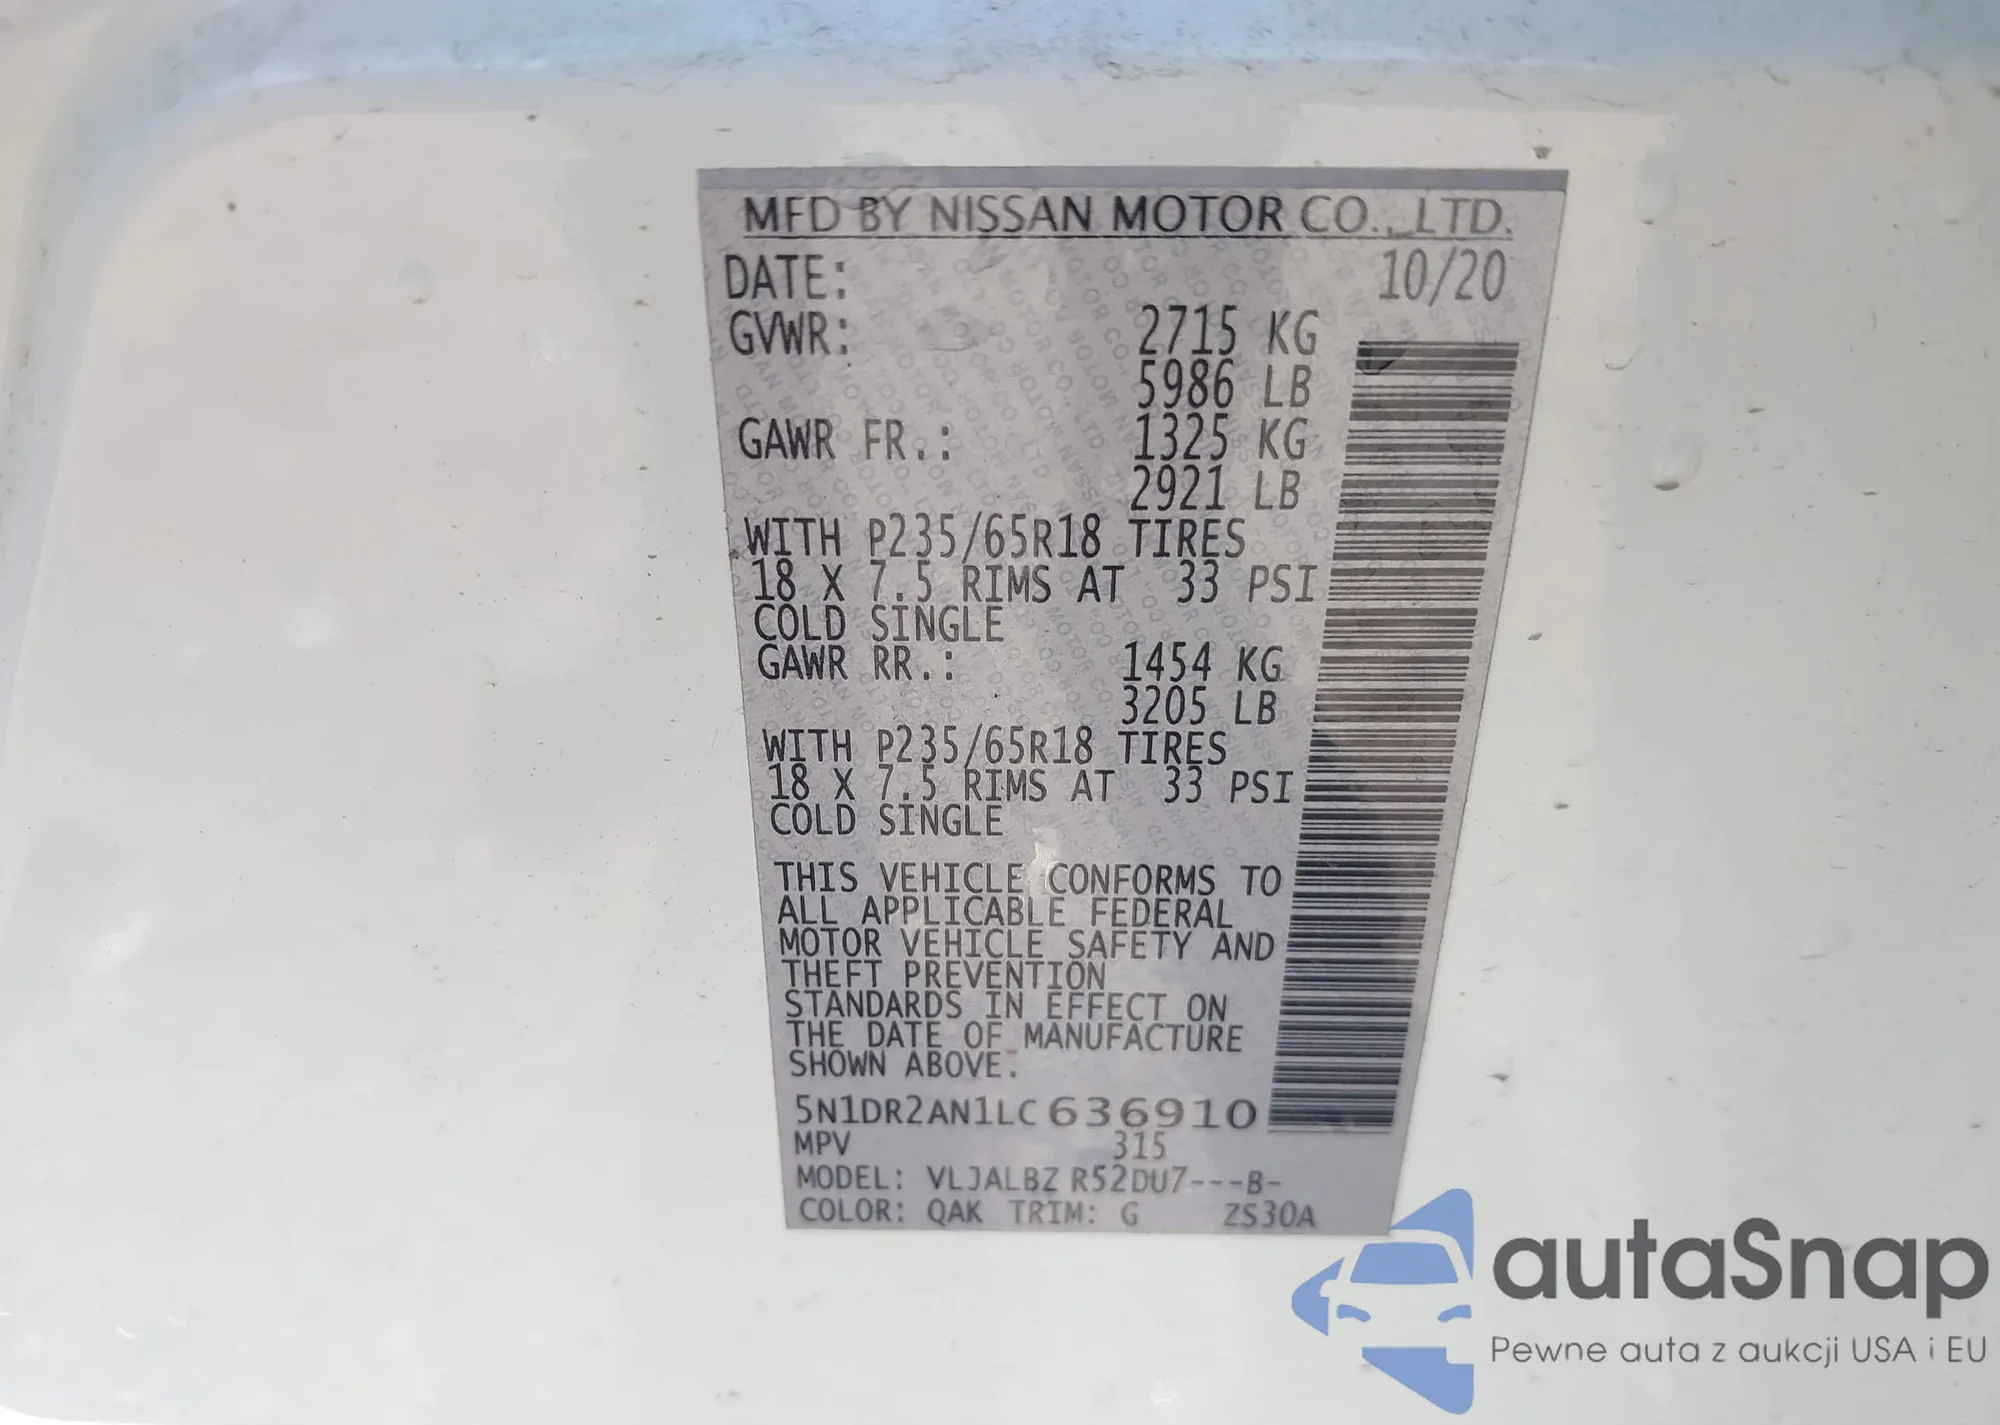 MFD BY NISSAN MOTOR CO., LTD.
DATE: 10/20
GVWR: 2715 KG
5986 LB
GAWR FR.: 1325 KG
2921 LB
WITH P235/65R18 TIRES
18 X 7.5 RIMS AT 33 PSI
COLD SINGLE
GAWR RR.: 1454 KG
3205 LB
WITH P235/65R18 TIRES
18 X 7.5 RIMS AT 33 PSI
COLD SINGLE
THIS VEHICLE CONFORMS TO
ALL APPLICABLE FEDERAL
MOTOR VEHICLE SAFETY AND
THEFT PREVENTION
STANDARDS IN EFFECT ON
THE DATE OF MANUFACTURE
SHOWN ABOVE.
5N1DR2AN1LC636910
MPV 315
MODEL: VLJALBZ R52DU7---B-
COLOR: QAK TRIM: G ZS30A
autaSnap
Pewne auta z aukcji USA i EU